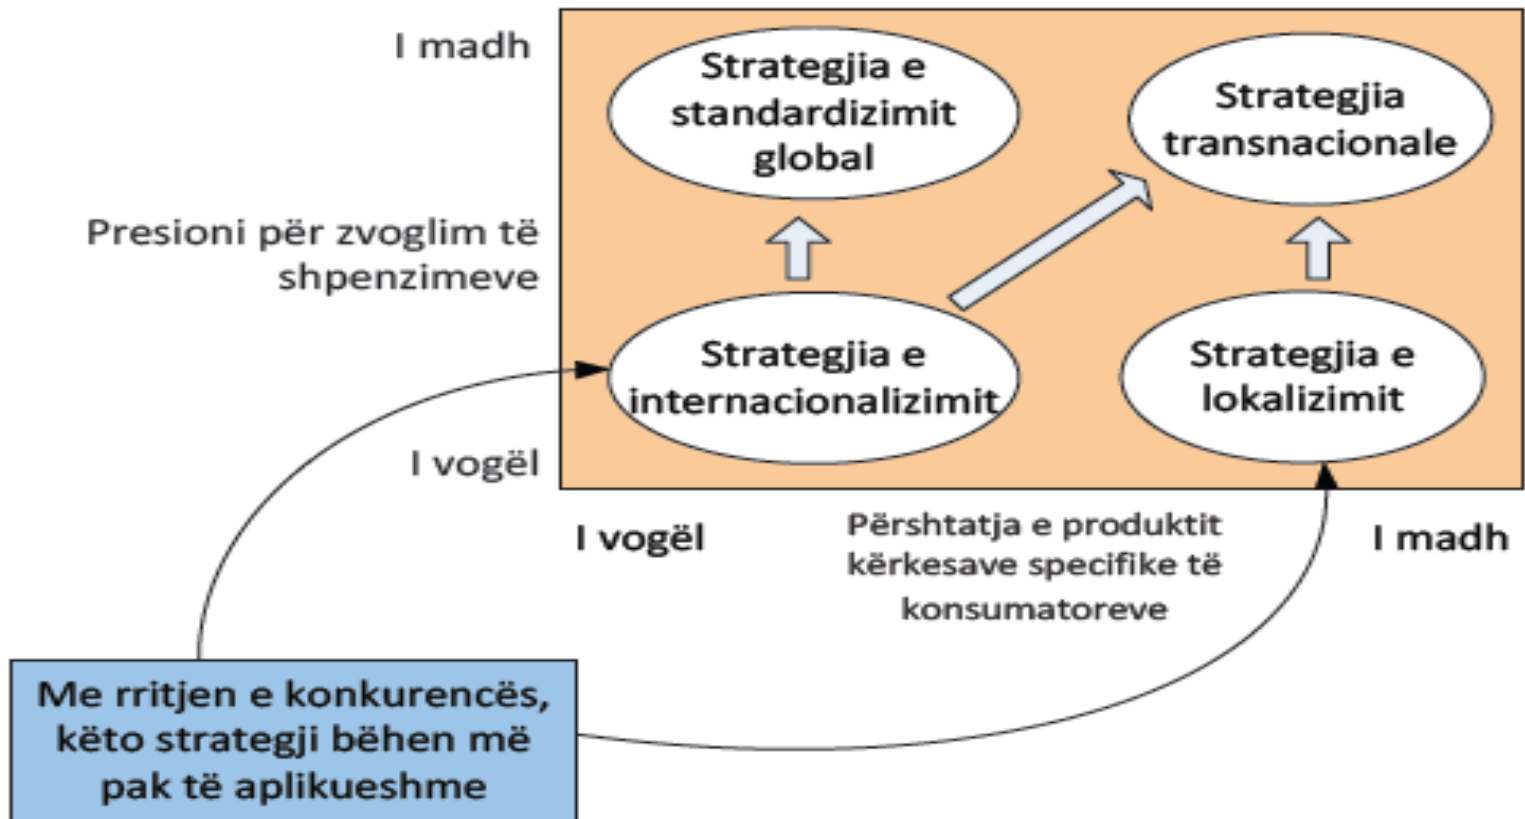 I madh
Strategjia e
standardizimit
global
Strategjia
transnacionale
Presioni për zvoglim të
shpenzimeve
Strategjia e
internacionalizimit
Strategjia e
lokalizimit
I vogël
I vogël
Përshtatja e produktit
kërkesave specifike të
konsumatoreve
I madh
Me rritjen e konkurencës,
këto strategji bëhen më
pak të aplikueshme